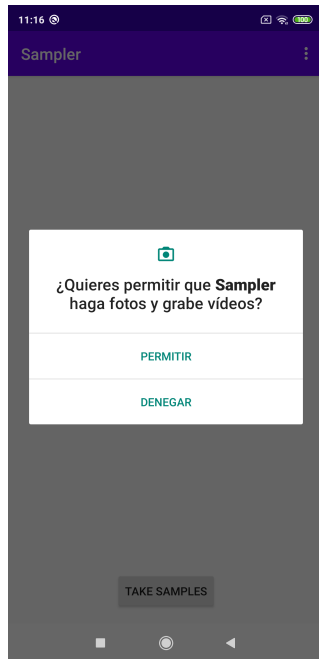 11:16
100
Sampler
¿Quieres permitir que Sampler
haga fotos y grabe vídeos?
PERMITIR
DENEGAR
TAKE SAMPLES